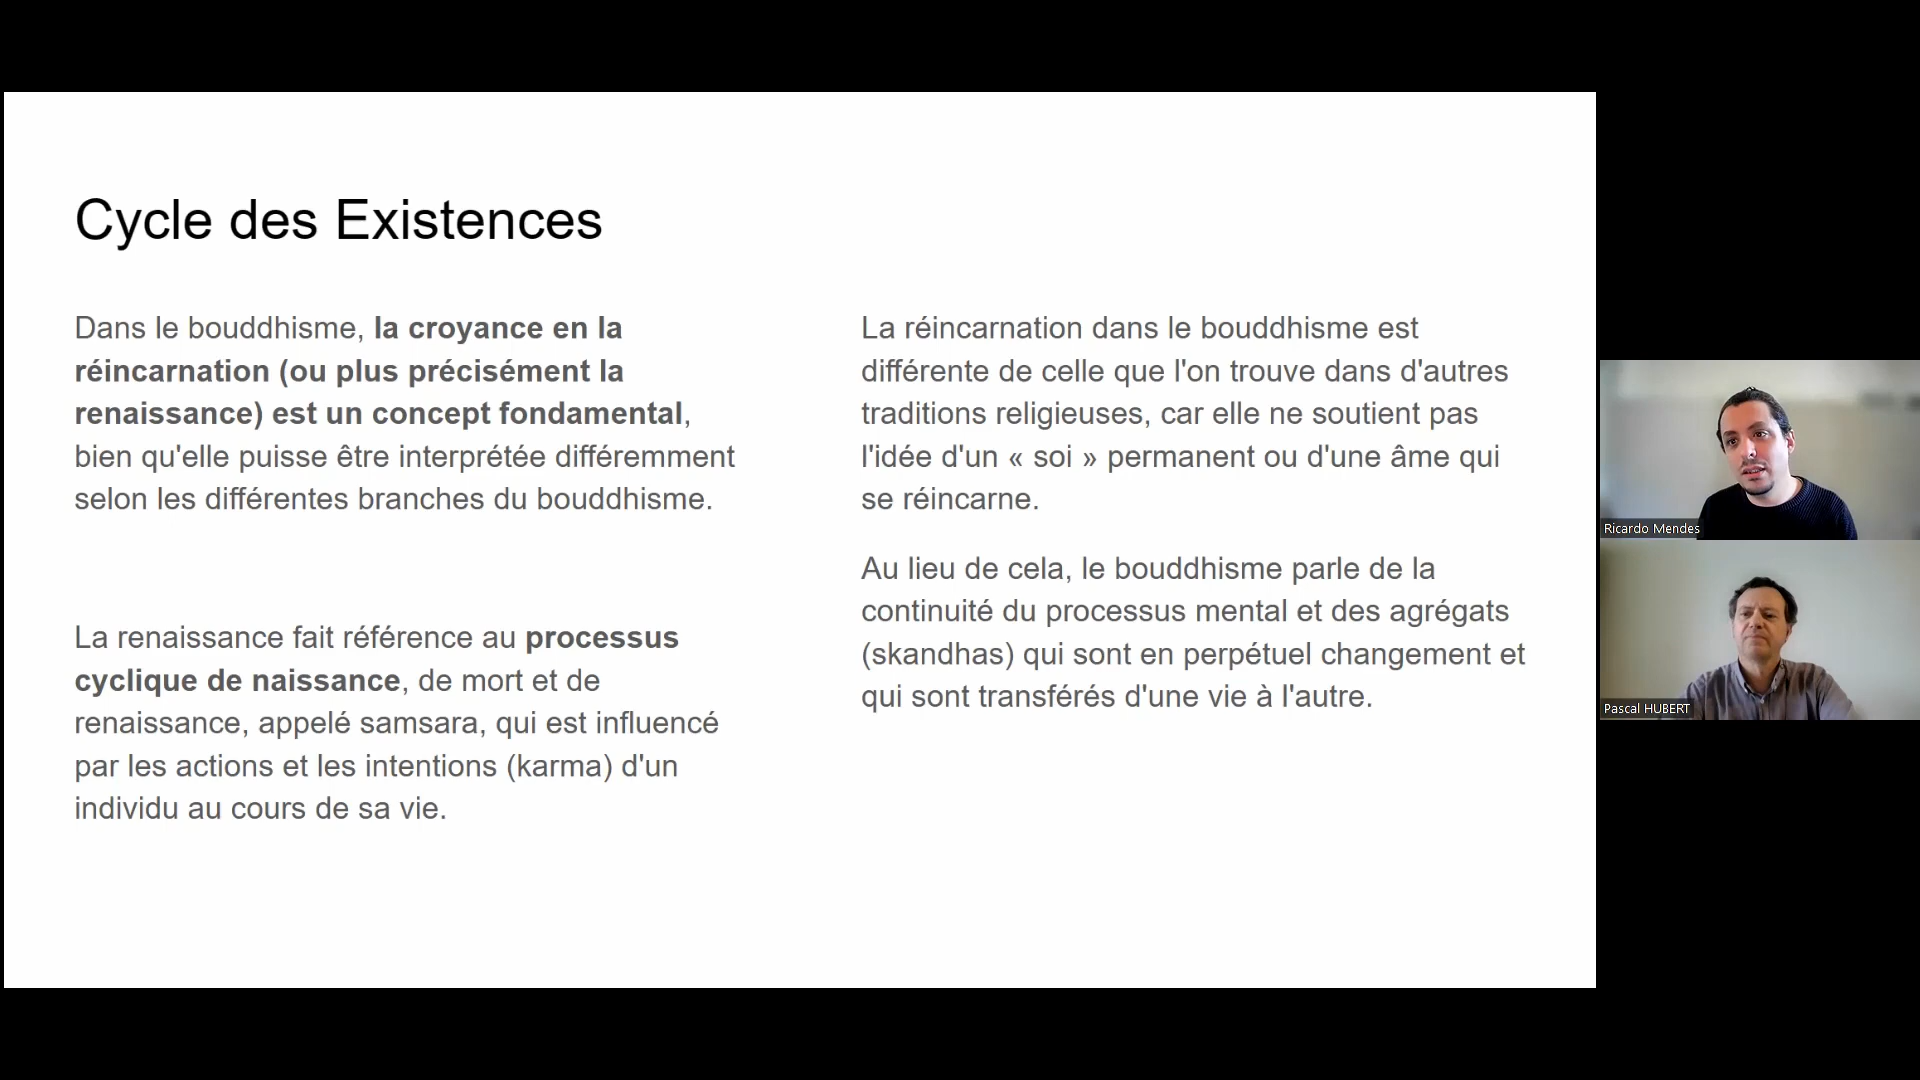 Cycle des Existences
Dans le bouddhisme, la croyance en la
réincarnation (ou plus précisément la
renaissance) est un concept fondamental,
bien qu'elle puisse être interprétée différemment
selon les différentes branches du bouddhisme.
La renaissance fait référence au processus
cyclique de naissance, de mort et de
renaissance, appelé samsara, qui est influencé
par les actions et les intentions (karma) d'un
individu au cours de sa vie.
La réincarnation dans le bouddhisme est
différente de celle que l'on trouve dans d'autres
traditions religieuses, car elle ne soutient pas
l'idée d'un « soi » permanent ou d'une âme qui
se réincarne.
Au lieu de cela, le bouddhisme parle de la
continuité du processus mental et des agrégats
(skandhas) qui sont en perpétuel changement et
qui sont transférés d'une vie à l'autre.
Ricardo Mendes
Pascal HUBERT